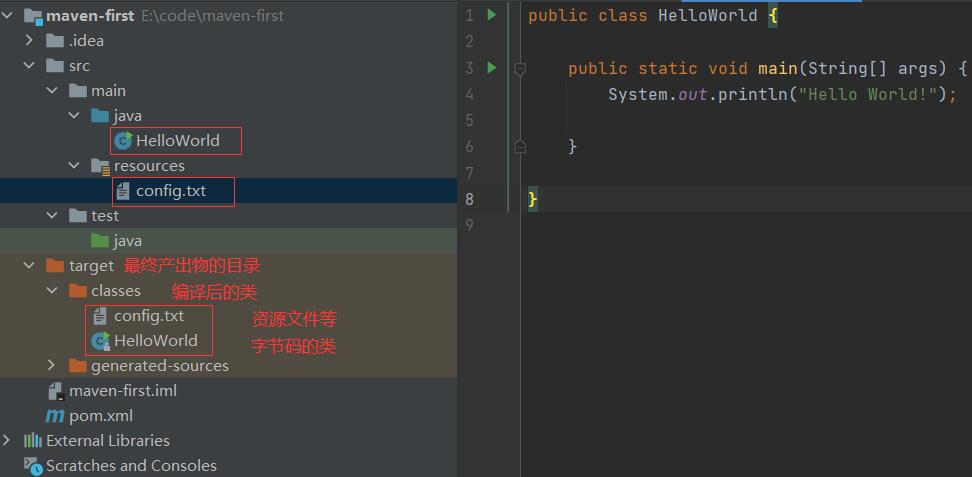 maven-first E:\code\maven-first
.idea
src
main
java
HelloWorld
resources
config.txt
test
java
target 最终产出物的目录
classes 编译后的类
config.txt 资源文件等
HelloWorld 字节码的类
generated-sources
maven-first.iml
pom.xml
External Libraries
Scratches and Consoles
1 public class HelloWorld {
2
3 public static void main(String[] args) {
4 System.out.println("Hello World!");
5
6 }
7
8 }
9